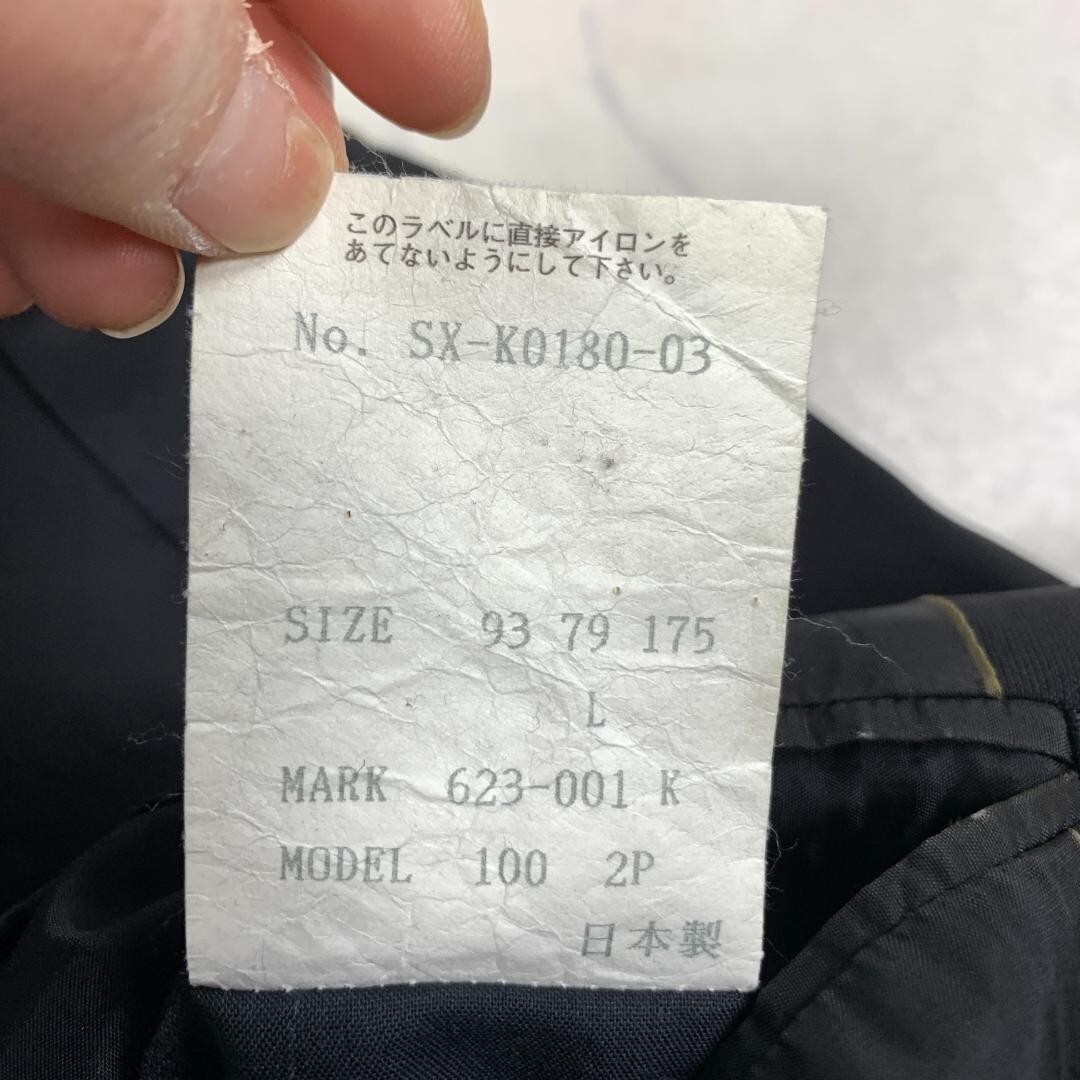 このラベルに直接アイロンを
あてないようにして下さい。
No. SX-K0180-03
SIZE 93 79 175
L
MARK 623-001 K
MODEL 100 2P
日本製